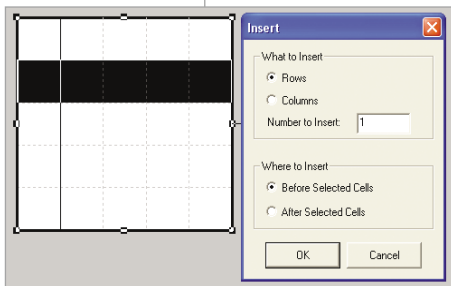 Insert
What to Insert
Rows
Columns
Number to Insert:
1
Where to Insert
Before Selected Cells
After Selected Cells
OK
Cancel